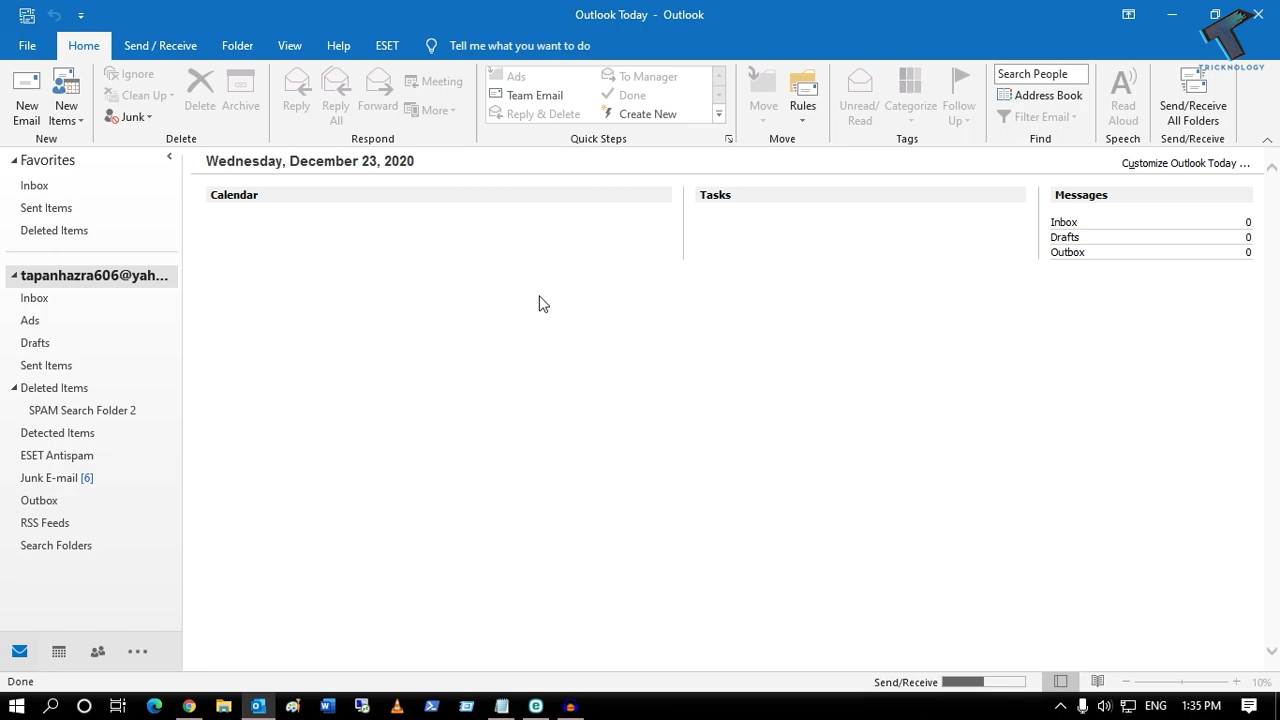 Outlook Today - Outlook
TRICKNOLOGY
File Home Send / Receive Folder View Help ESET Tell me what you want to do
New Email
New Items
New
Ignore
Clean Up
Junk
Delete
Archive
Delete
Reply
Reply All
Forward
Meeting
More
Respond
Ads
Team Email
Reply & Delete
To Manager
Done
Create New
Quick Steps
Move
Rules
Move
Unread/ Read
Categorize
Follow Up
Tags
Search People
Address Book
Filter Email
Find
Read Aloud
Speech
Send/Receive All Folders
Send/Receive
Favorites
Inbox
Sent Items
Deleted Items
tapanhazra606@yah...
Inbox
Ads
Drafts
Sent Items
Deleted Items
SPAM Search Folder 2
Detected Items
ESET Antispam
Junk E-mail [6]
Outbox
RSS Feeds
Search Folders
Wednesday, December 23, 2020
Customize Outlook Today ...
Calendar
Tasks
Messages
Inbox 0
Drafts 0
Outbox 0
Done
Send/Receive
10%
ENG 1:35 PM